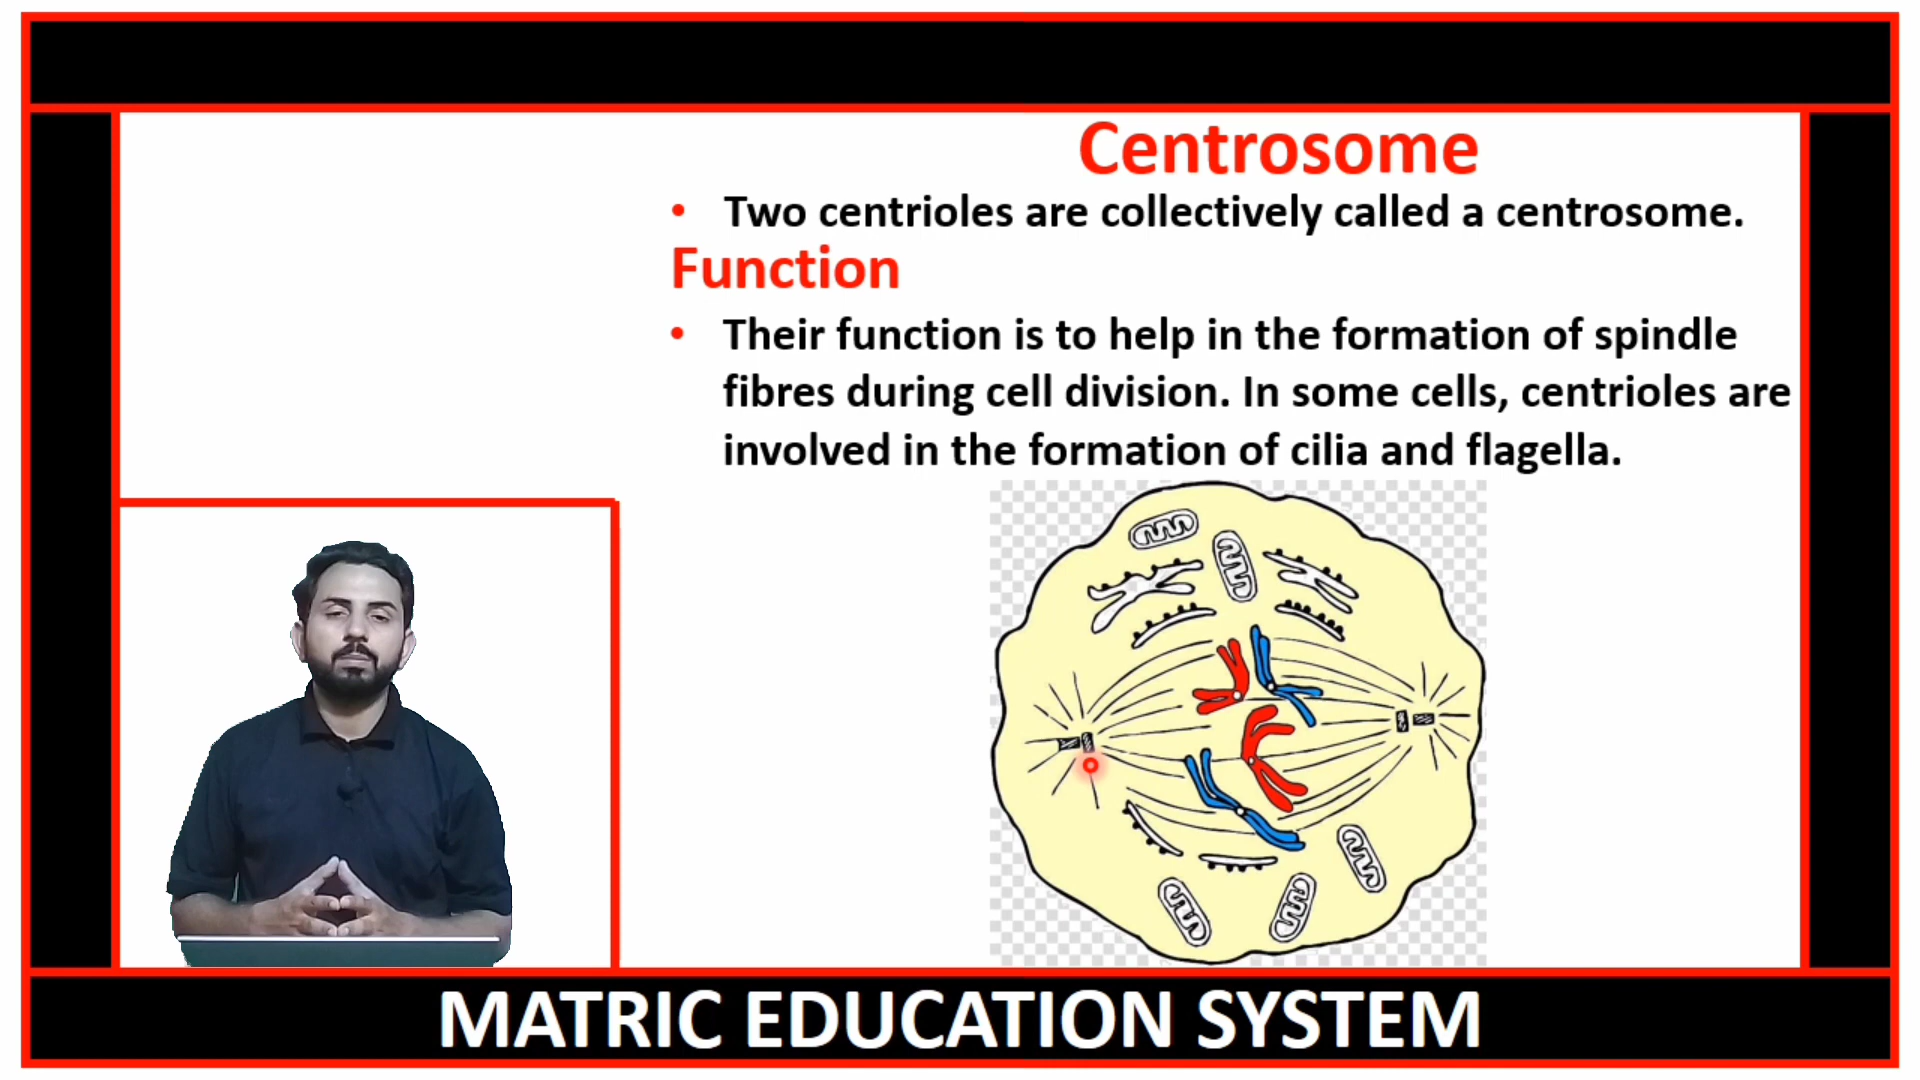 Centrosome
• Two centrioles are collectively called a centrosome.
Function
• Their function is to help in the formation of spindle
fibres during cell division. In some cells, centrioles are
involved in the formation of cilia and flagella.
MATRIC EDUCATION SYSTEM